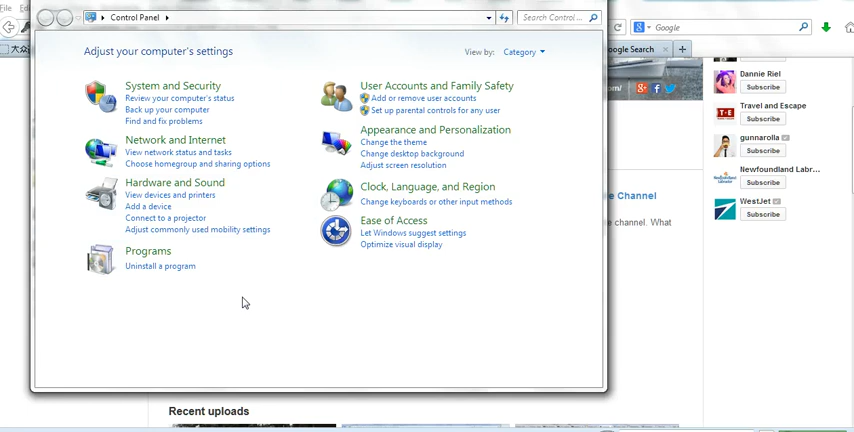 File
Ed
Control Panel
Search Control ...
Google
大众
oogle Search
Adjust your computer's settings
View by:
Category
System and Security
Review your computer's status
Back up your computer
Find and fix problems
Network and Internet
View network status and tasks
Choose homegroup and sharing options
Hardware and Sound
View devices and printers
Add a device
Connect to a projector
Adjust commonly used mobility settings
Programs
Uninstall a program
User Accounts and Family Safety
Add or remove user accounts
Set up parental controls for any user
Appearance and Personalization
Change the theme
Change desktop background
Adjust screen resolution
Clock, Language, and Region
Change keyboards or other input methods
Ease of Access
Let Windows suggest settings
Optimize visual display
om/
e Channel
e channel. What
Dannie Riel
Subscribe
Travel and Escape
Subscribe
gunnarolla
Subscribe
Newfoundland Labr...
Subscribe
WestJet
Subscribe
Recent uploads